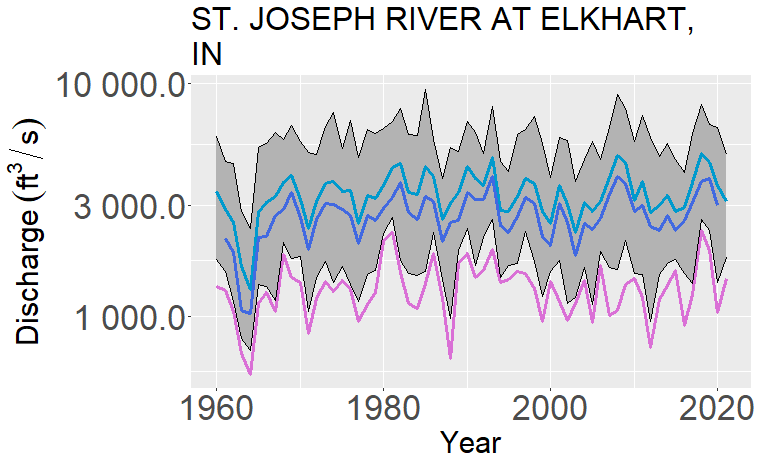 ST. JOSEPH RIVER AT ELKHART,
IN
10 000.0
3 000.0
1 000.0
Discharge (ft³/s)
1960 1980 2000 2020
Year